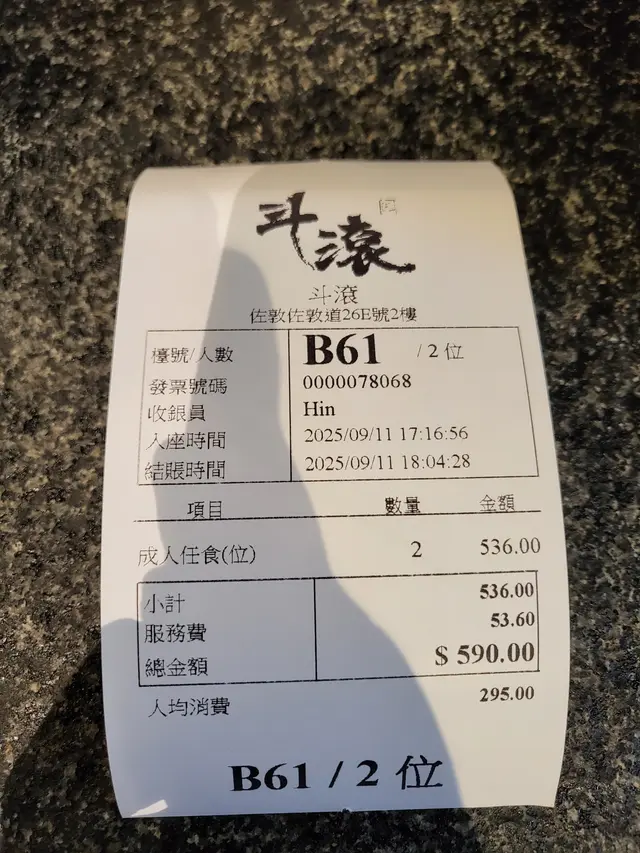 斗滾
斗滾
佐敦佐敦道26E號2樓
檯號/人數 B61 / 2 位
發票號碼 0000078068
收銀員 Hin
入座時間 2025/09/11 17:16:56
結賬時間 2025/09/11 18:04:28
項目 數量 金額
成人任食(位) 2 536.00
小計 536.00
服務費 53.60
總金額 $ 590.00
人均消費 295.00
B61 / 2 位